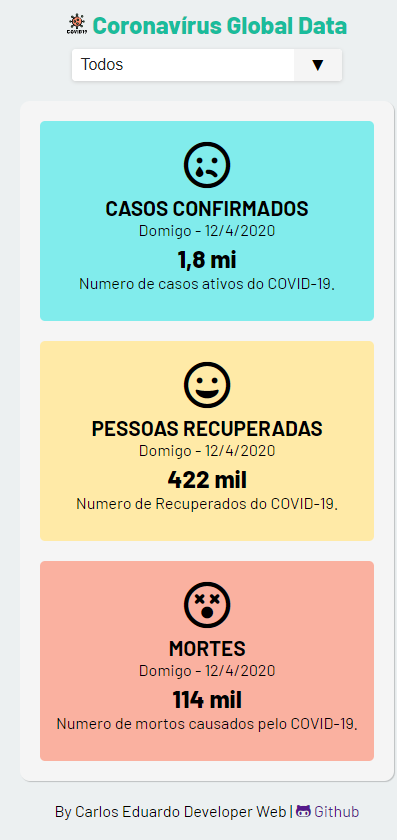 COVID19 Coronavírus Global Data
Todos ▼
CASOS CONFIRMADOS
Domigo - 12/4/2020
1,8 mi
Numero de casos ativos do COVID-19.
PESSOAS RECUPERADAS
Domigo - 12/4/2020
422 mil
Numero de Recuperados do COVID-19.
MORTES
Domigo - 12/4/2020
114 mil
Numero de mortos causados pelo COVID-19.
By Carlos Eduardo Developer Web | Github